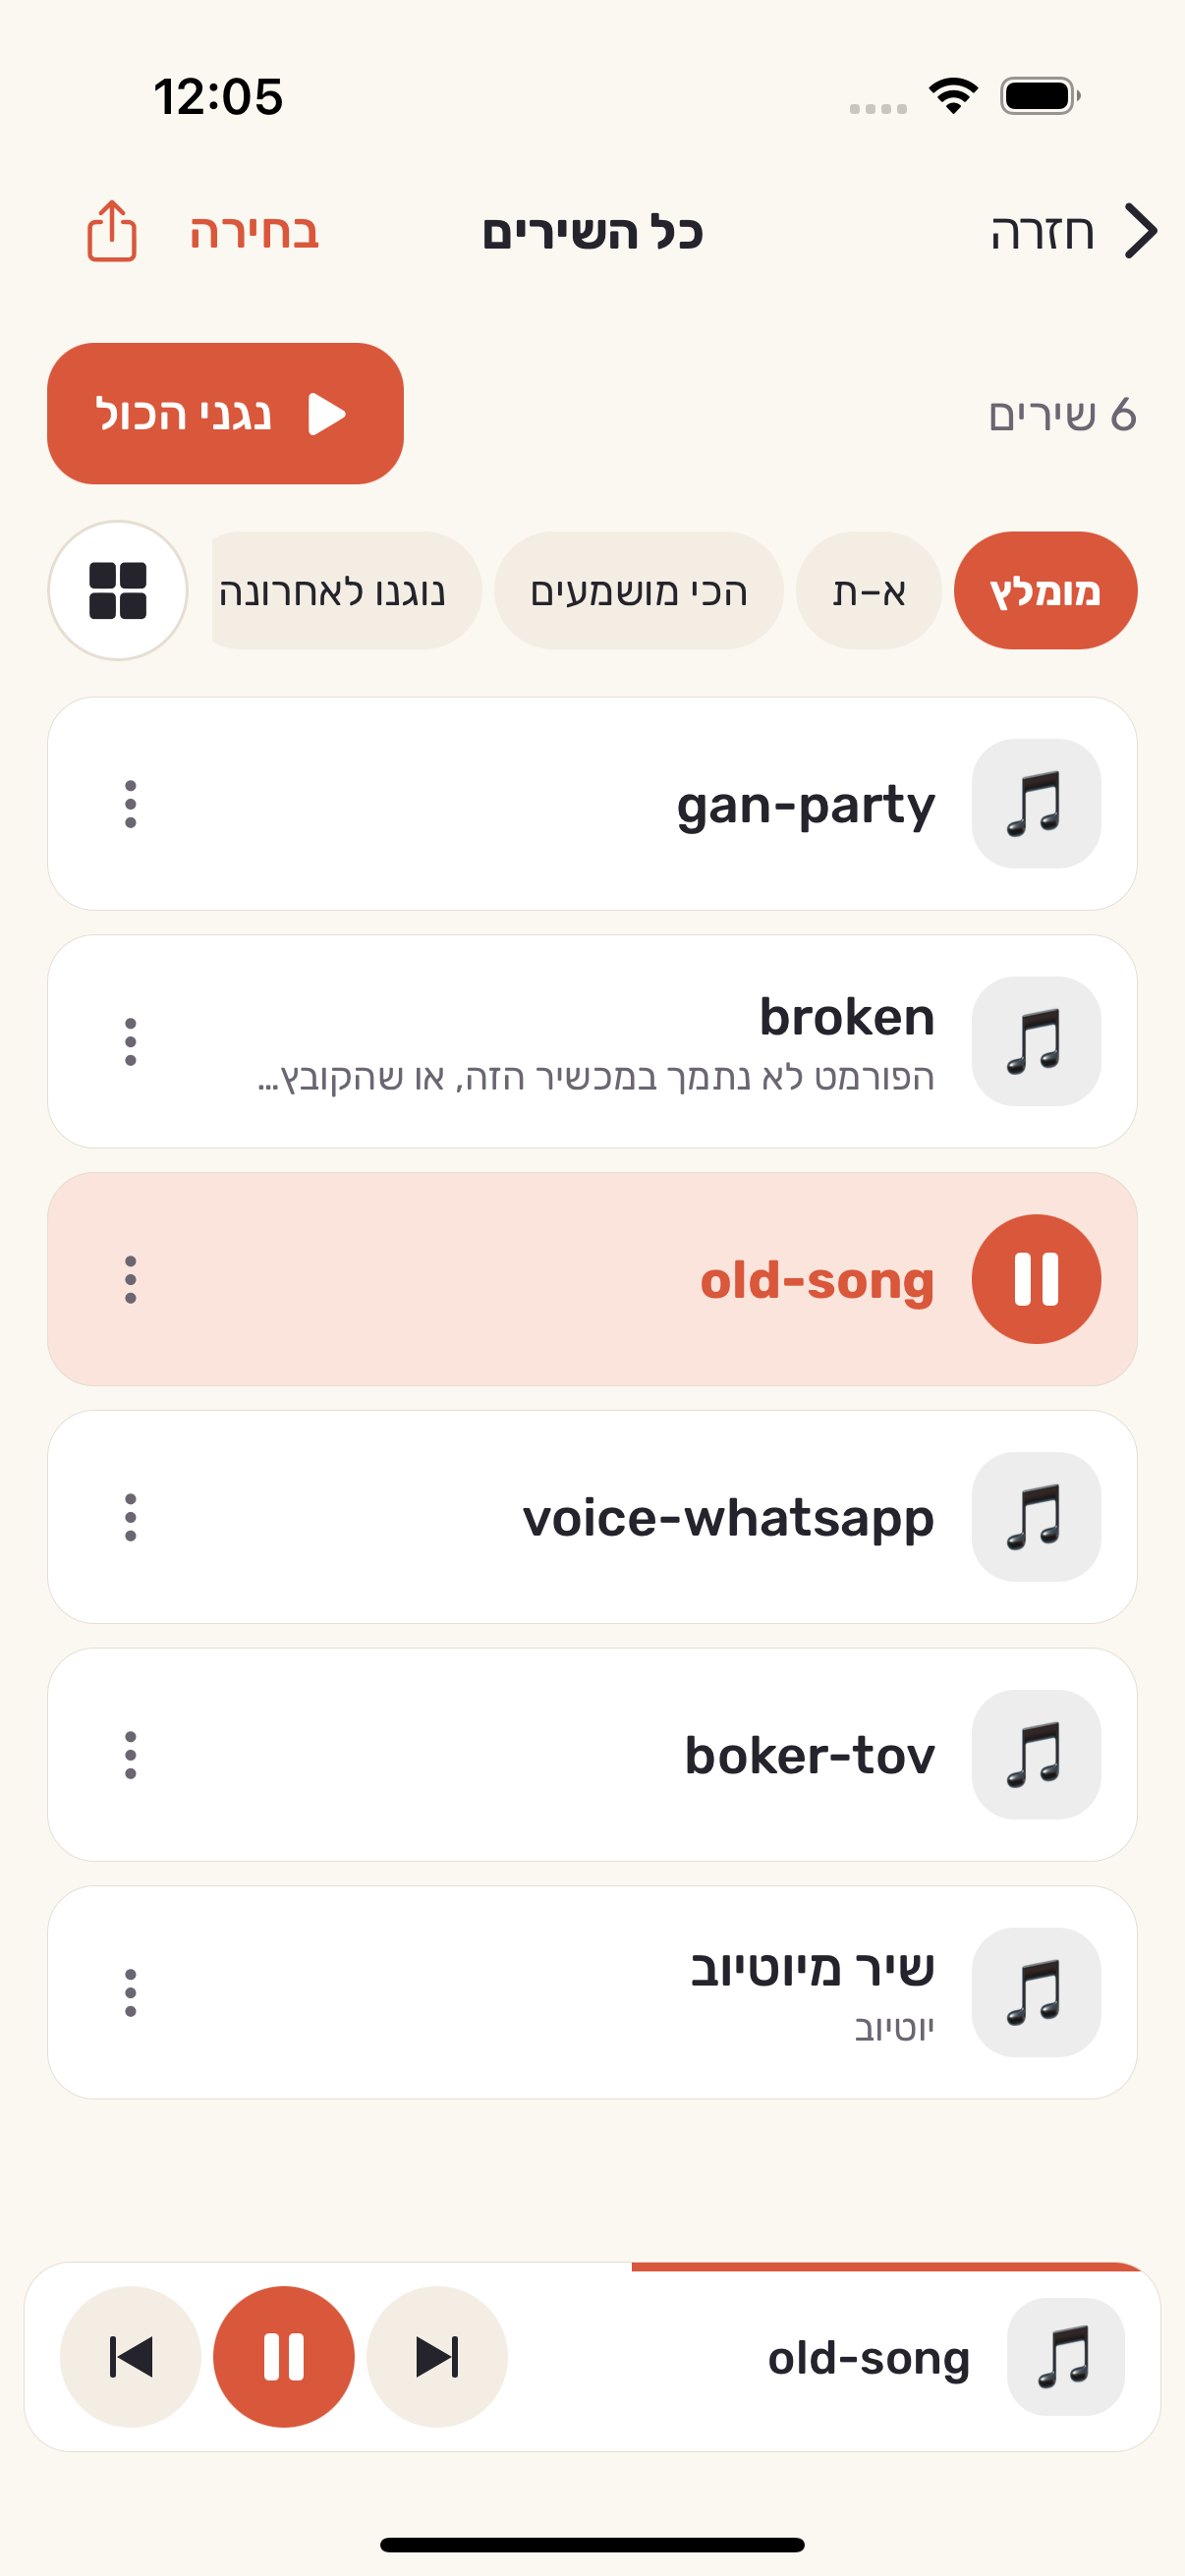 12:05
חזרה
כל השירים
בחירה
6 שירים
נגני הכול
מומלץ
א–ת
הכי מושמעים
נוגנו לאחרונה
gan-party
broken
הפורמט לא נתמך במכשיר הזה, או שהקובץ...
old-song
voice-whatsapp
boker-tov
שיר מיוטיוב
יוטיוב
old-song